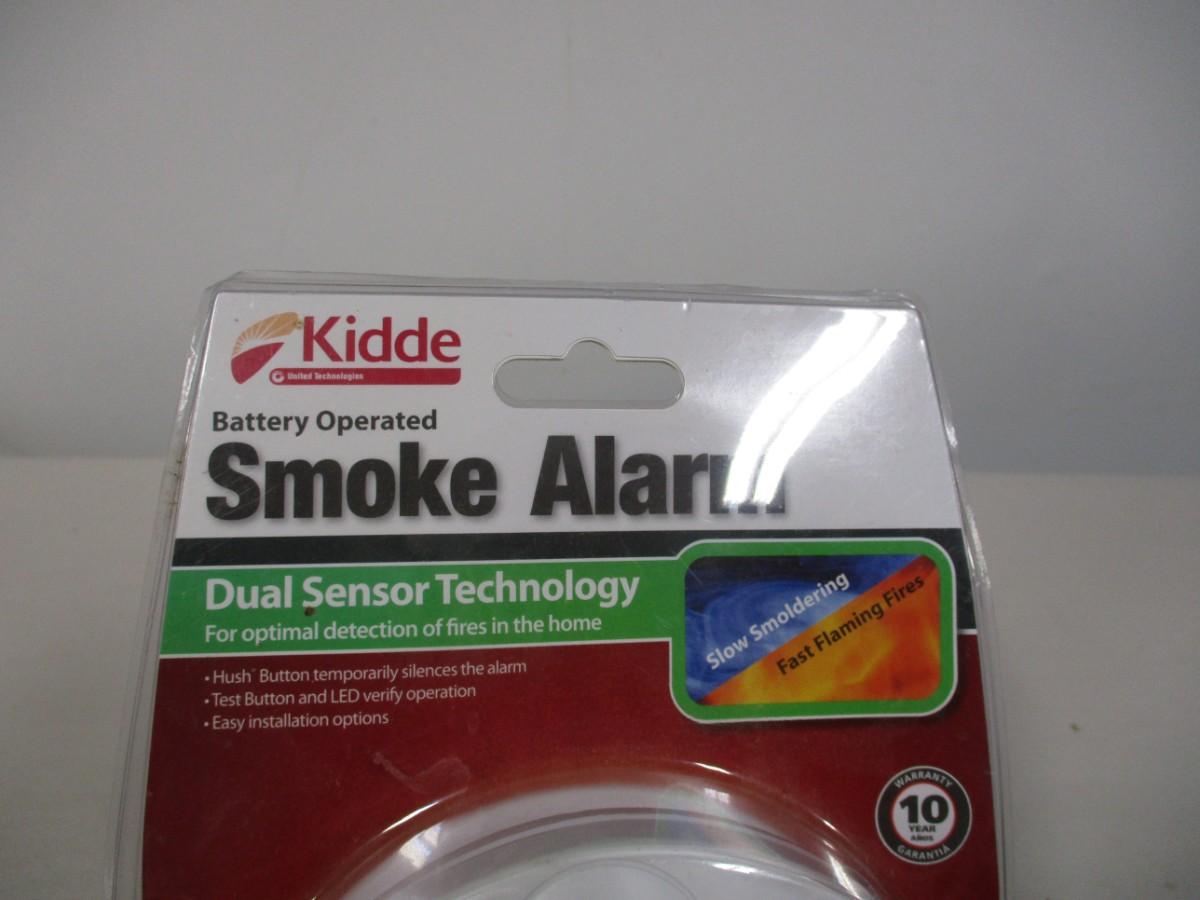 Kidde
United Technologies
Battery Operated
Smoke Alarm
Dual Sensor Technology
For optimal detection of fires in the home
Slow Smoldering
Fast Flaming Fires
• Hush® Button temporarily silences the alarm
• Test Button and LED verify operation
• Easy installation options
WARRANTY
10
YEAR
AÑOS
GARANTIA